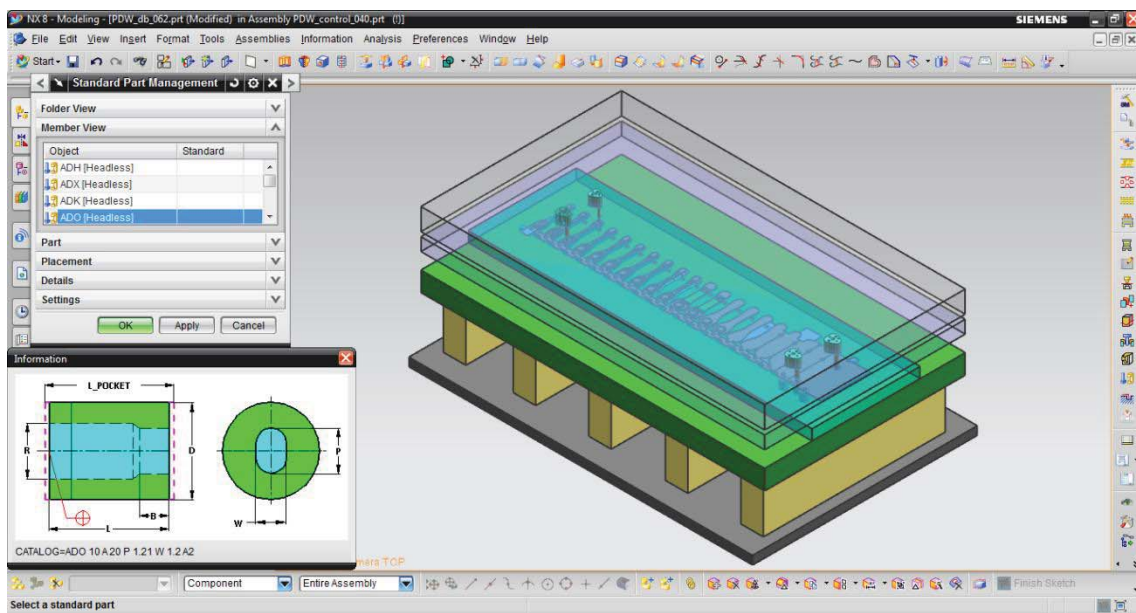 NX 8 - Modeling - [PDW_db_062.prt (Modified) in Assembly PDW_control_040.prt (!)]
SIEMENS
File Edit View Insert Format Tools Assemblies Information Analysis Preferences Window Help
Start
Standard Part Management
Folder View
Member View
Object Standard
ADH [Headless]
ADX [Headless]
ADK [Headless]
ADO [Headless]
Part
Placement
Details
Settings
OK Apply Cancel
Information
L_POCKET
R D P
B
L W
CATALOG=ADO 10 A 20 P 1.21 W 1.2 A2
mera TOP
Component Entire Assembly Finish Sketch
Select a standard part